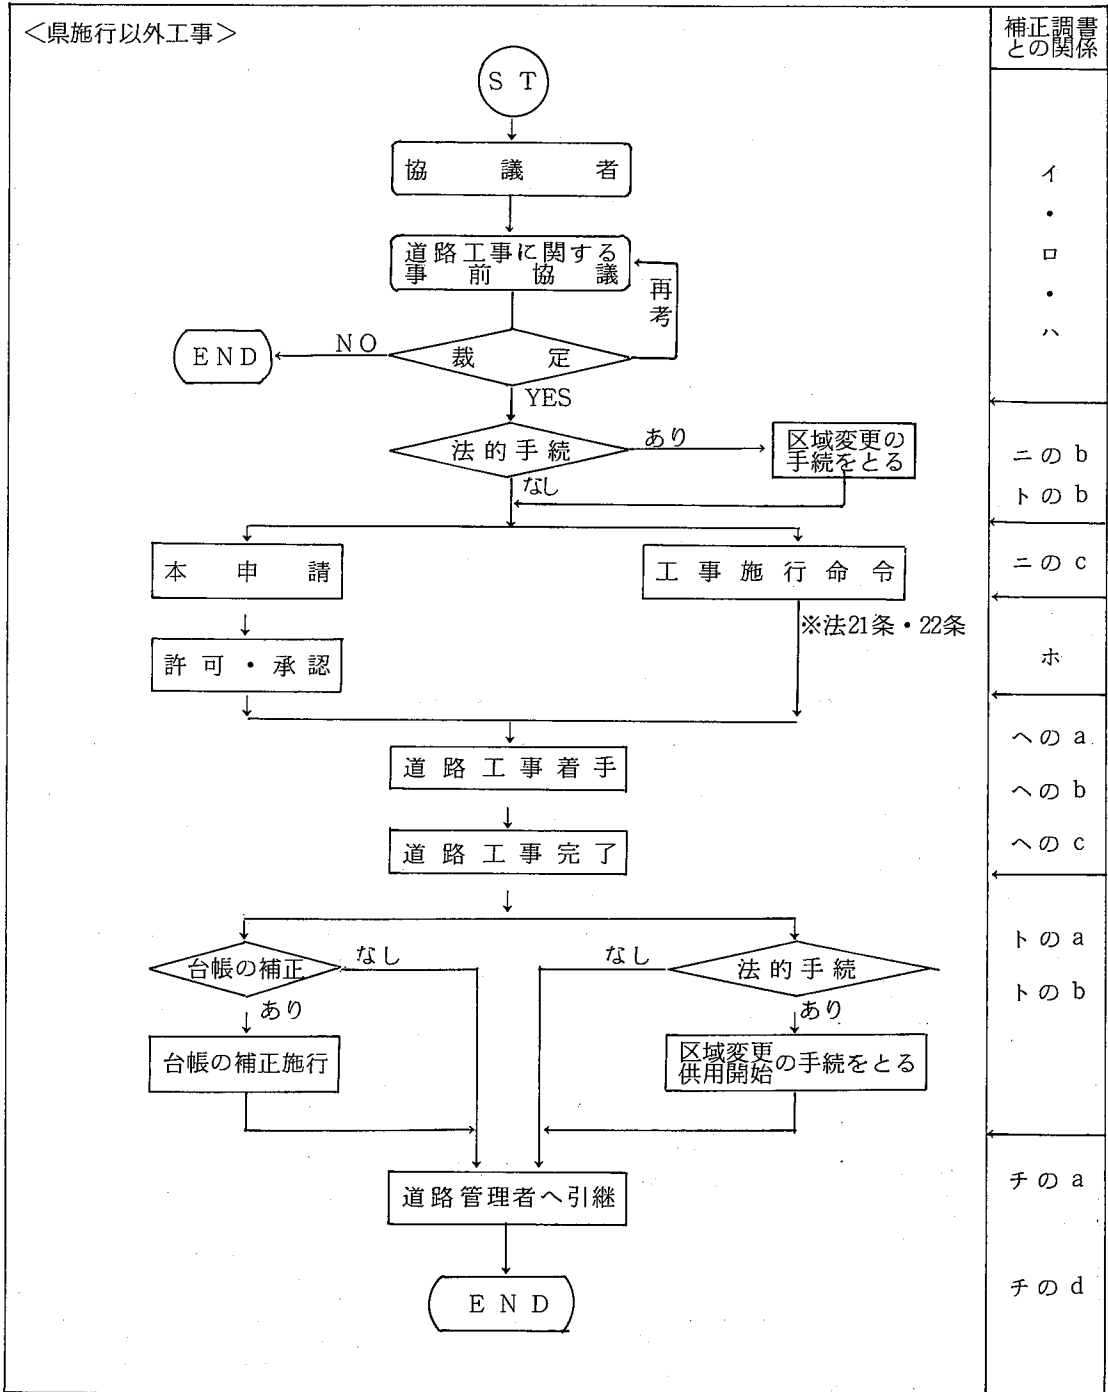 <県施行以外工事>
補正調書
との関係
ST
協議者
イ
・
ロ
・
ハ
道路工事に関する
事前協議
再考
裁定
NO
END
YES
法的手続
あり
区域変更の
手続をとる
なし
ニのb
トのb
本申請
工事施行命令
ニのc
※法21条・22条
許可・承認
ホ
道路工事着手
への a
への b
への c
道路工事完了
台帳の補正
なし
なし
法的手続
トの a
トの b
あり
あり
台帳の補正施行
区域変更
供用開始の手続をとる
道路管理者へ引継
チの a
チの d
END